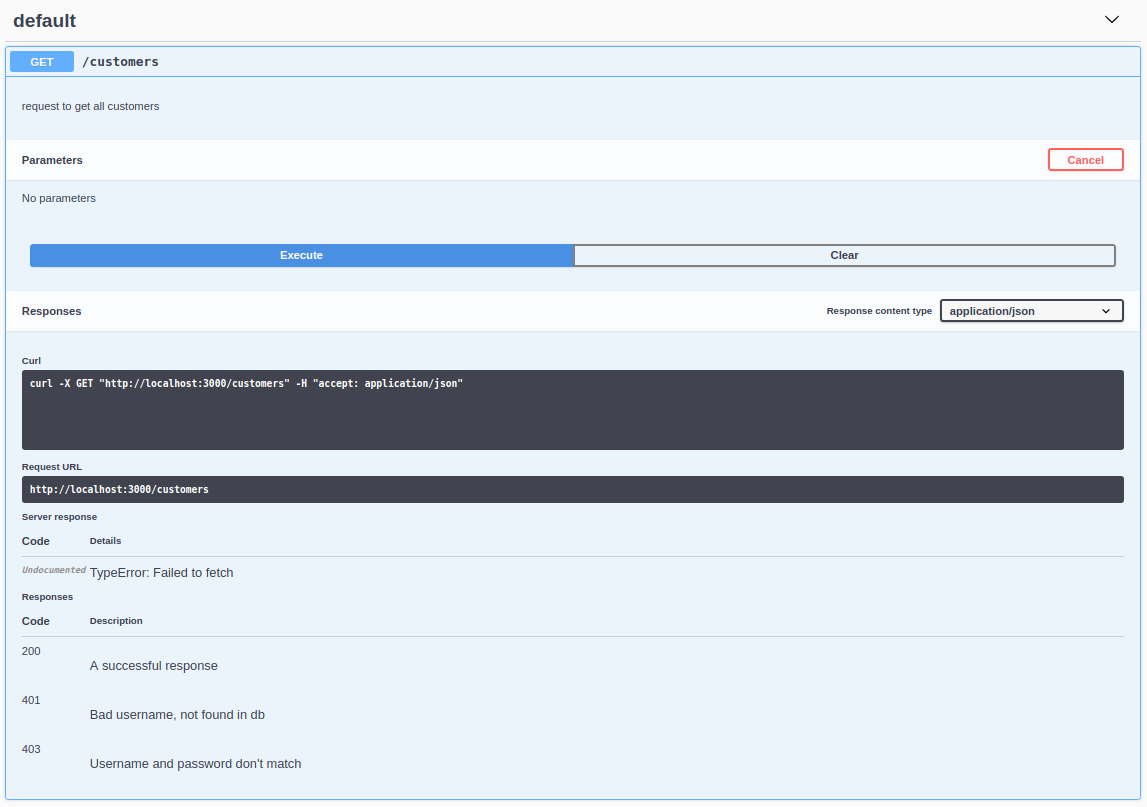 default
GET /customers
request to get all customers
Parameters Cancel
No parameters
Execute Clear
Responses Response content type application/json
Curl
curl -X GET "http://localhost:3000/customers" -H "accept: application/json"
Request URL
http://localhost:3000/customers
Server response
Code Details
Undocumented TypeError: Failed to fetch
Responses
Code Description
200
A successful response
401
Bad username, not found in db
403
Username and password don't match